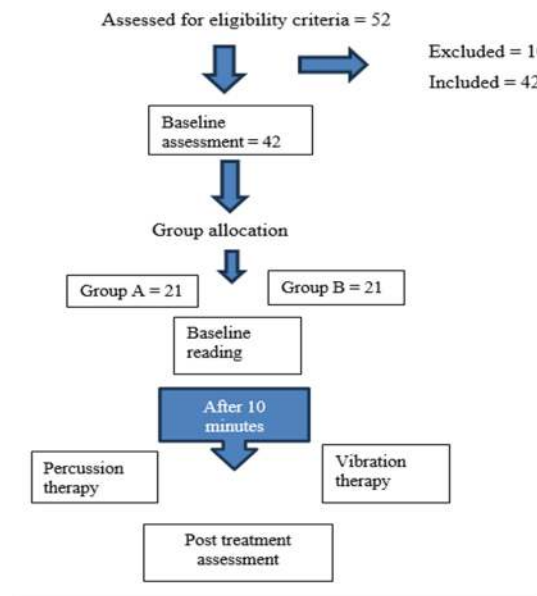 Assessed for eligibility criteria = 52
Excluded = 1
Included = 42
Baseline
assessment = 42
Group allocation
Group A = 21
Group B = 21
Baseline
reading
After 10
minutes
Percussion
therapy
Vibration
therapy
Post treatment
assessment